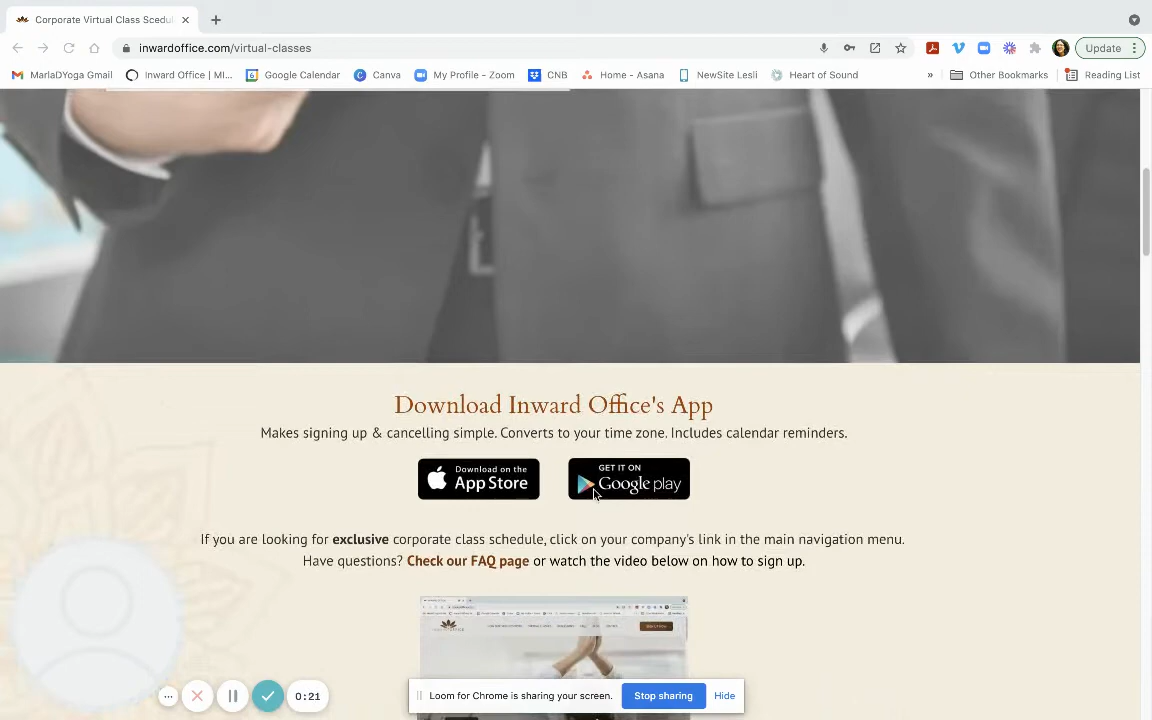 Corporate Virtual Class Scedul
inwardoffice.com/virtual-classes
Update
MarlaDYoga Gmail
Inward Office | Mi...
Google Calendar
Canva
My Profile - Zoom
CNB
Home - Asana
NewSite Lesli
Heart of Sound
»
Other Bookmarks
Reading List
Download Inward Office's App
Makes signing up & cancelling simple. Converts to your time zone. Includes calendar reminders.
Download on the
App Store
GET IT ON
Google play
If you are looking for exclusive corporate class schedule, click on your company's link in the main navigation menu.
Have questions? Check our FAQ page or watch the video below on how to sign up.
0:21
Loom for Chrome is sharing your screen.
Stop sharing
Hide